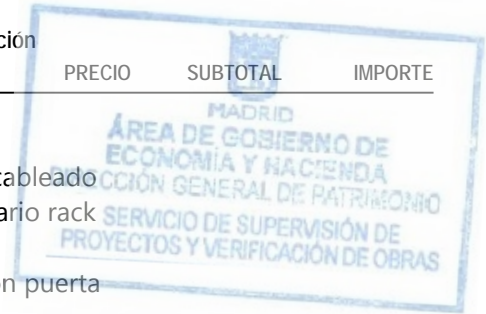 ción
PRECIO SUBTOTAL IMPORTE
MADRID
ÁREA DE GOBIERNO DE
ECONOMÍA Y HACIENDA
cableado
DIRECCIÓN GENERAL DE PATRIMONIO
ario rack
SERVICIO DE SUPERVISIÓN DE
PROYECTOS Y VERIFICACIÓN DE OBRAS
n puerta